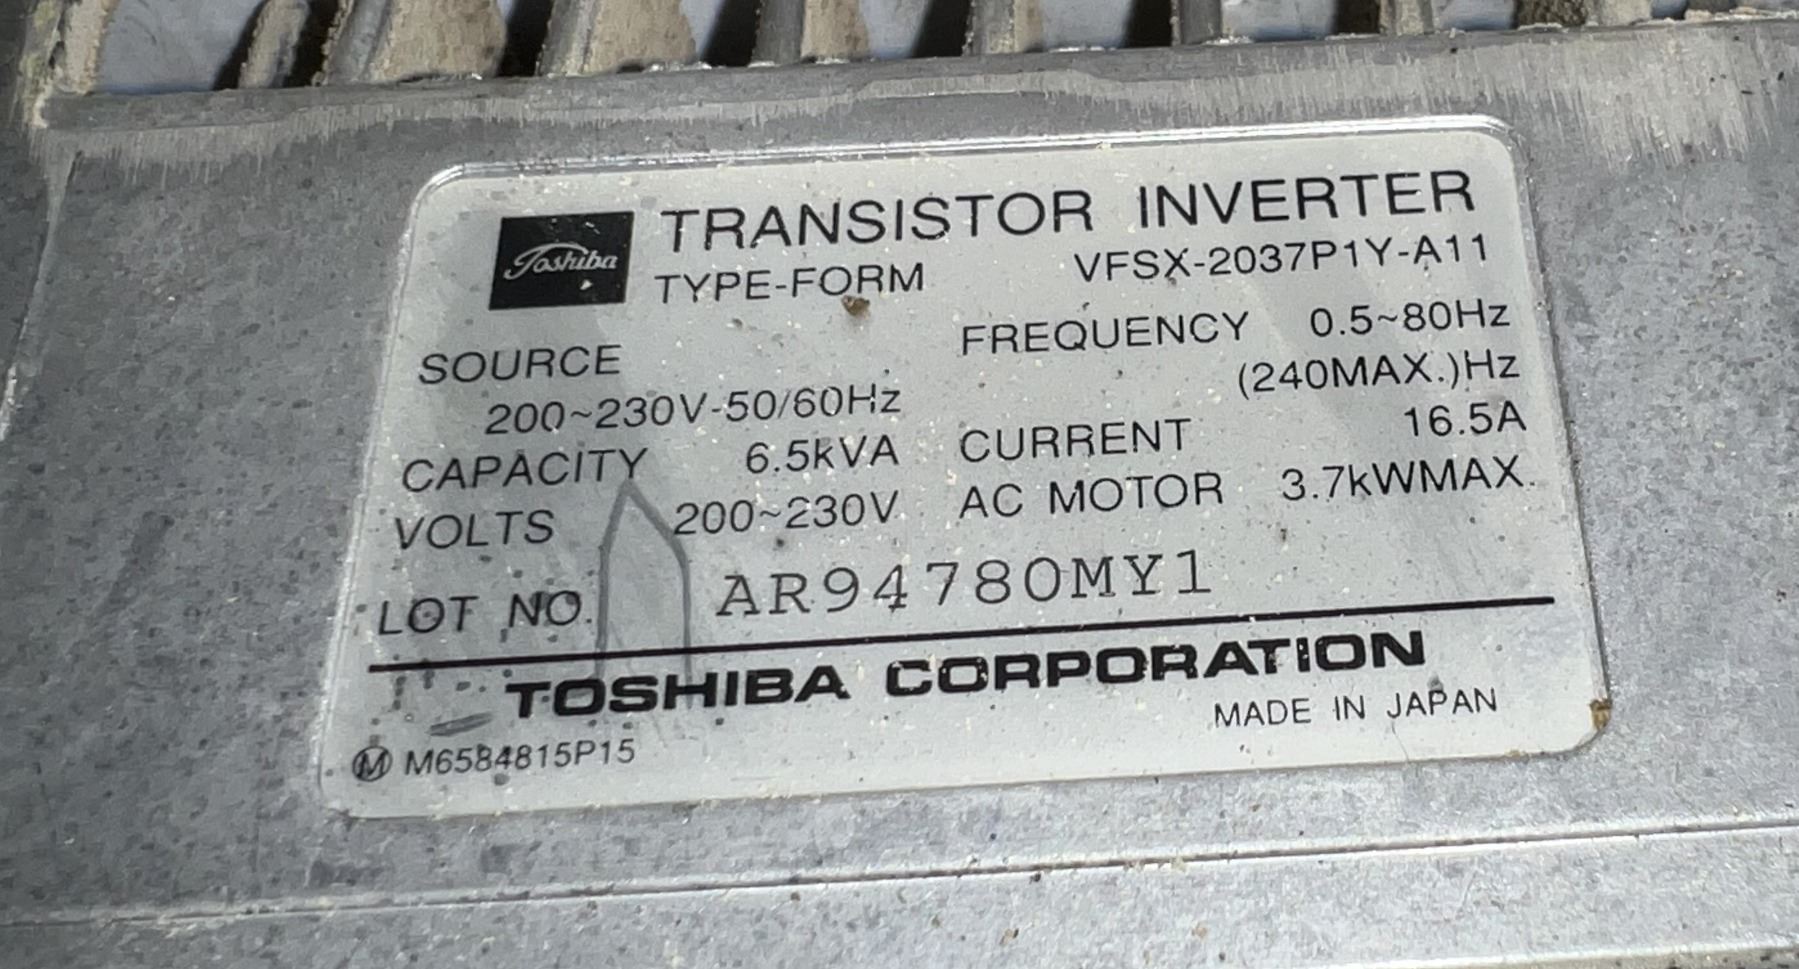 Toshiba TRANSISTOR INVERTER
TYPE-FORM VFSX-2037P1Y-A11
SOURCE FREQUENCY 0.5~80Hz
200~230V-50/60Hz (240MAX.)Hz
CAPACITY 6.5kVA CURRENT 16.5A
VOLTS 200~230V AC MOTOR 3.7kWMAX.
LOT NO. AR94780MY1
TOSHIBA CORPORATION
MADE IN JAPAN
Ⓜ M6584815P15